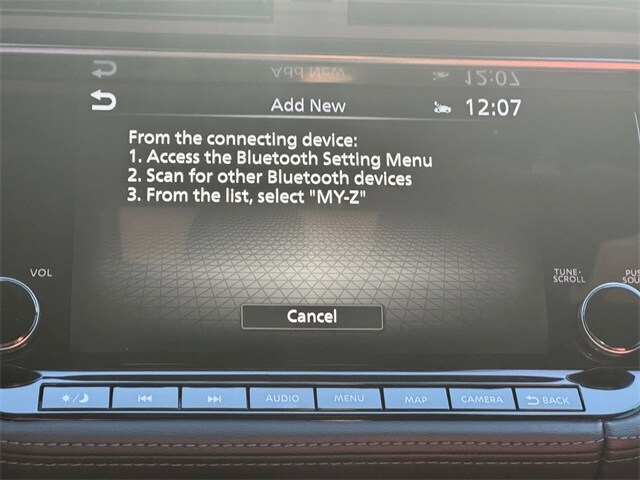 Add New 12:07
From the connecting device:
1. Access the Bluetooth Setting Menu
2. Scan for other Bluetooth devices
3. From the list, select "MY-Z"
VOL
TUNE·
SCROLL
Cancel
AUDIO MENU MAP CAMERA BACK